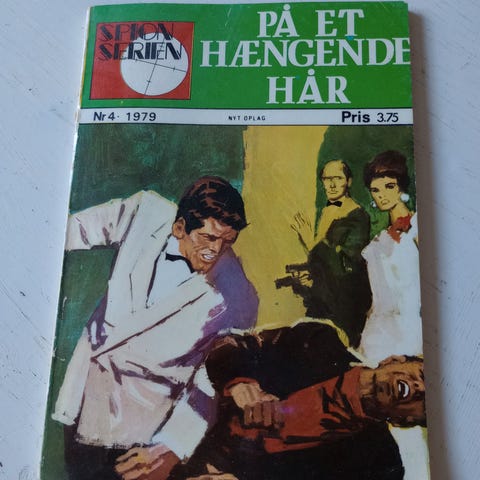 SPION
SERIEN
PÅ ET
HÆNGENDE
HÅR
Nr 4 · 1979
NYT OPLAG
Pris 3.75